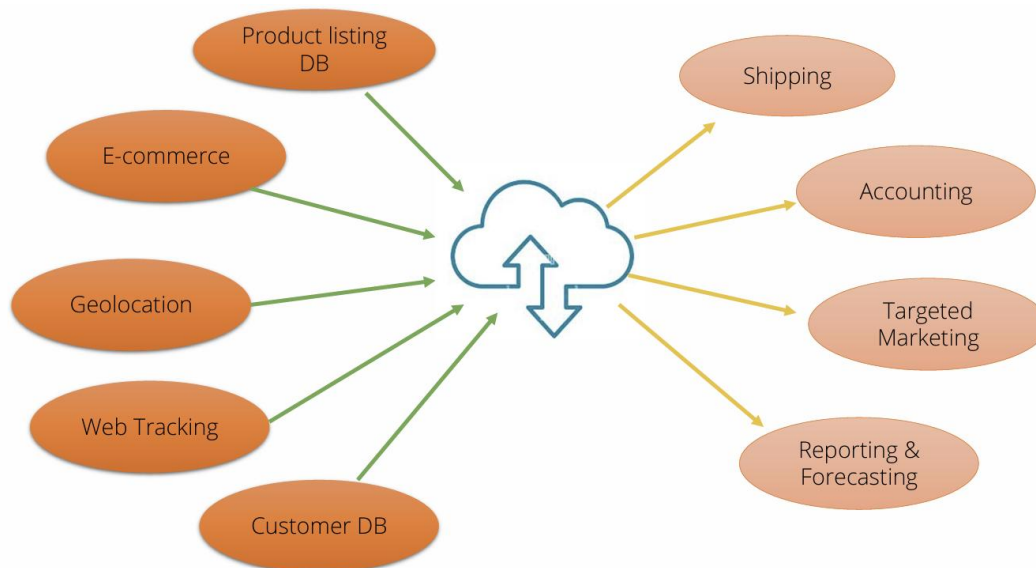 Product listing
DB
E-commerce
Geolocation
Web Tracking
Customer DB
Shipping
Accounting
Targeted
Marketing
Reporting &
Forecasting